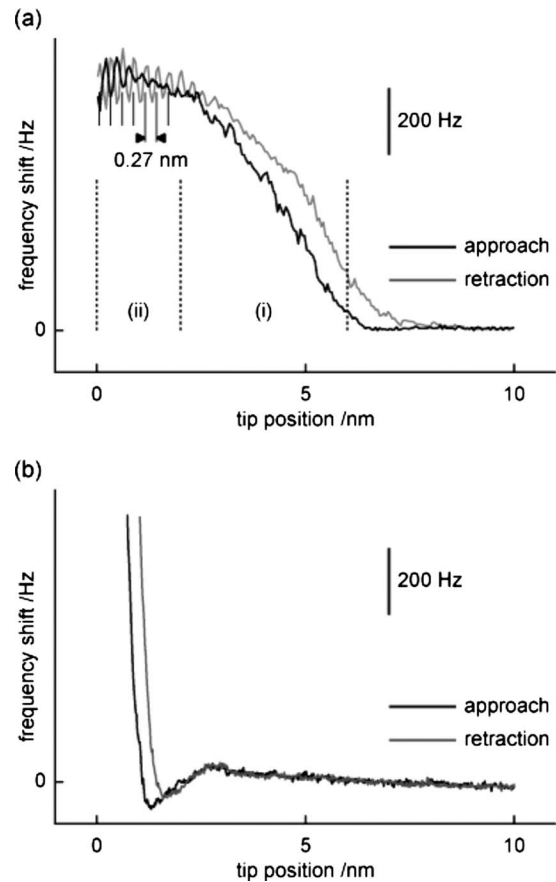 (a)
frequency shift /Hz
200 Hz
0.27 nm
approach
retraction
(ii)
(i)
0
0
5
10
tip position /nm
(b)
frequency shift /Hz
200 Hz
approach
retraction
0
0
5
10
tip position /nm